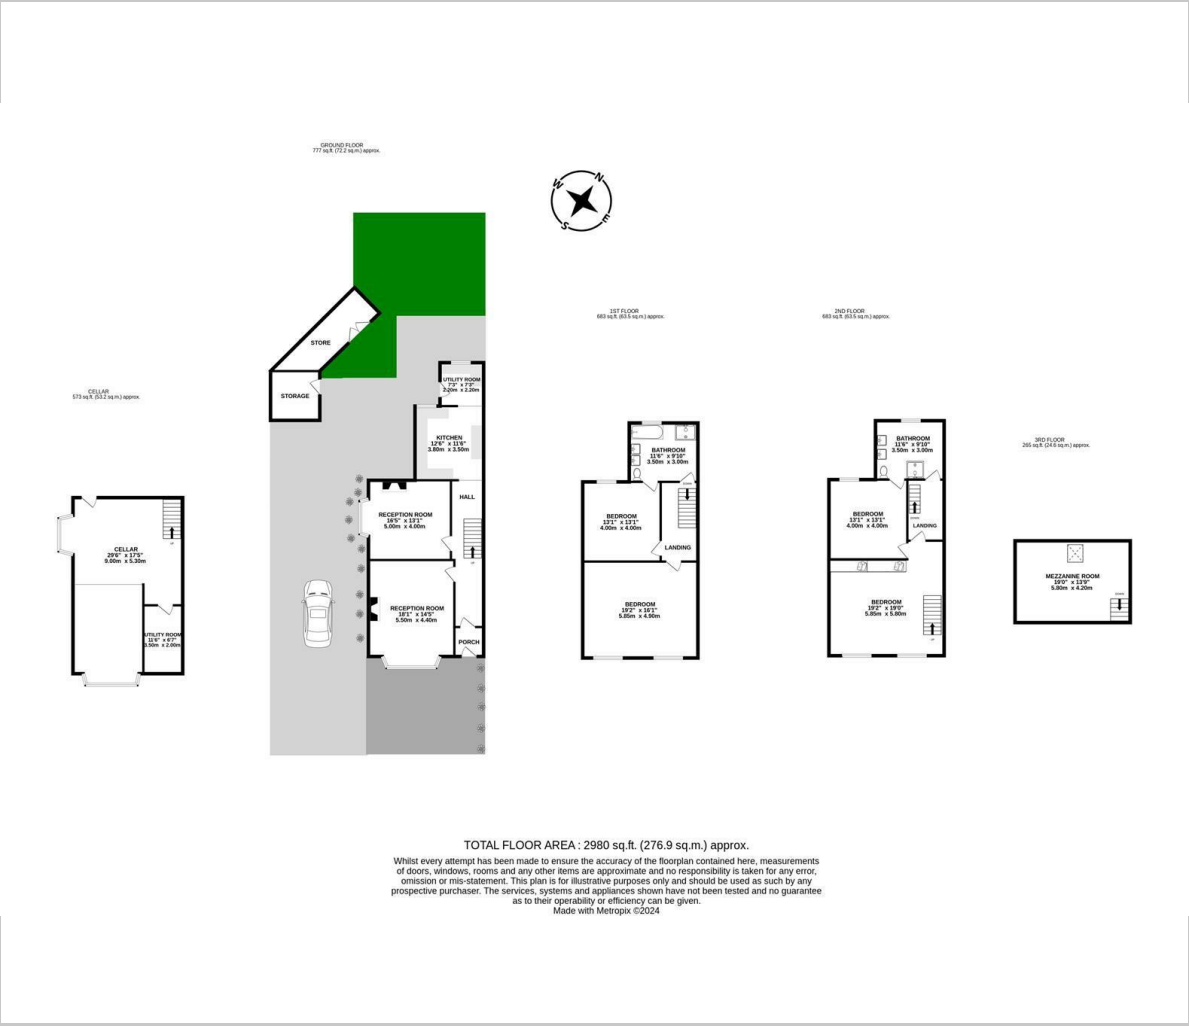 GROUND FLOOR
777 sq.ft. (72.2 sq.m.) approx.
N
W
E
S
1ST FLOOR
683 sq.ft. (63.5 sq.m.) approx.
2ND FLOOR
683 sq.ft. (63.5 sq.m.) approx.
STORE
UTILITY ROOM
7'3" x 7'3"
2.20m x 2.20m
CELLAR
573 sq.ft. (53.2 sq.m.) approx.
STORAGE
KITCHEN
12'6" x 11'6"
3.80m x 3.50m
BATHROOM
11'6" x 9'10"
3.50m x 3.00m
BATHROOM
11'6" x 9'10"
3.50m x 3.00m
3RD FLOOR
265 sq.ft. (24.6 sq.m.) approx.
HALL
DOWN
RECEPTION ROOM
16'5" x 13'1"
5.00m x 4.00m
BEDROOM
13'1" x 13'1"
4.00m x 4.00m
BEDROOM
13'1" x 13'1"
4.00m x 4.00m
DOWN
LANDING
UP
CELLAR
29'6" x 17'5"
9.00m x 5.30m
LANDING
UP
MEZZANINE ROOM
19'0" x 13'9"
5.80m x 4.20m
DOWN
RECEPTION ROOM
18'1" x 14'5"
5.50m x 4.40m
BEDROOM
19'2" x 16'1"
5.85m x 4.90m
BEDROOM
19'2" x 19'0"
5.85m x 5.80m
UP
UTILITY ROOM
11'6" x 6'7"
3.50m x 2.00m
PORCH
TOTAL FLOOR AREA : 2980 sq.ft. (276.9 sq.m.) approx.
Whilst every attempt has been made to ensure the accuracy of the floorplan contained here, measurements
of doors, windows, rooms and any other items are approximate and no responsibility is taken for any error,
omission or mis-statement. This plan is for illustrative purposes only and should be used as such by any
prospective purchaser. The services, systems and appliances shown have not been tested and no guarantee
as to their operability or efficiency can be given.
Made with Metropix ©2024